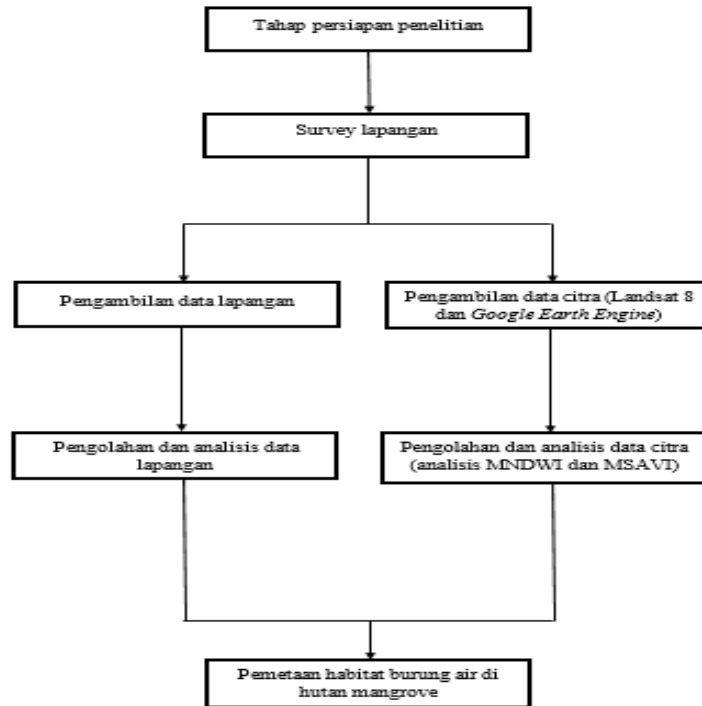 Tahap persiapan penelitian
Survey lapangan
Pengambilan data lapangan
Pengambilan data citra (Landsat 8
dan Google Earth Engine)
Pengolahan dan analisis data
lapangan
Pengolahan dan analisis data citra
(analisis MNDWI dan MSAVI)
Pemetaan habitat burung air di
hutan mangrove